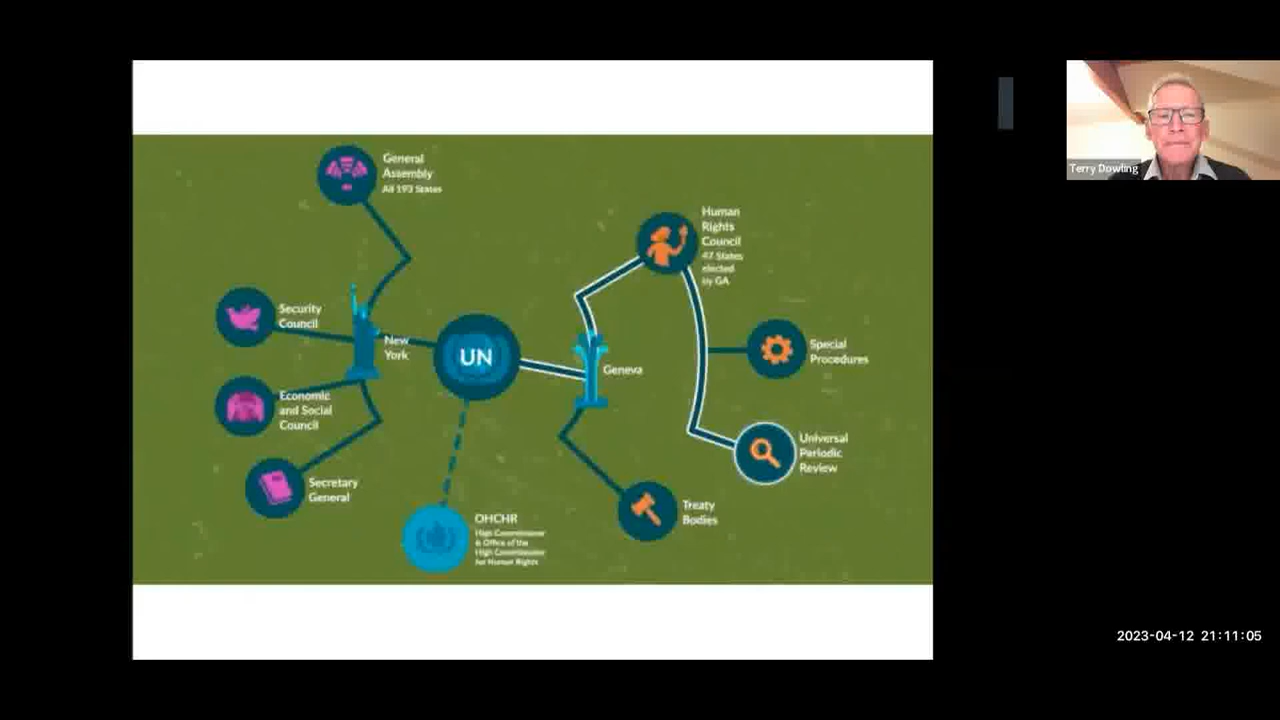 General
Assembly
All 193 States
Human
Rights
Council
47 States
elected
by GA
Terry Dowling
Security
Council
New
York
UN
Geneva
Special
Procedures
Economic
and Social
Council
Universal
Periodic
Review
Secretary
General
Treaty
Bodies
OHCHR
High Commissioner
& Office of the
High Commissioner
for Human Rights
2023-04-12 21:11:05